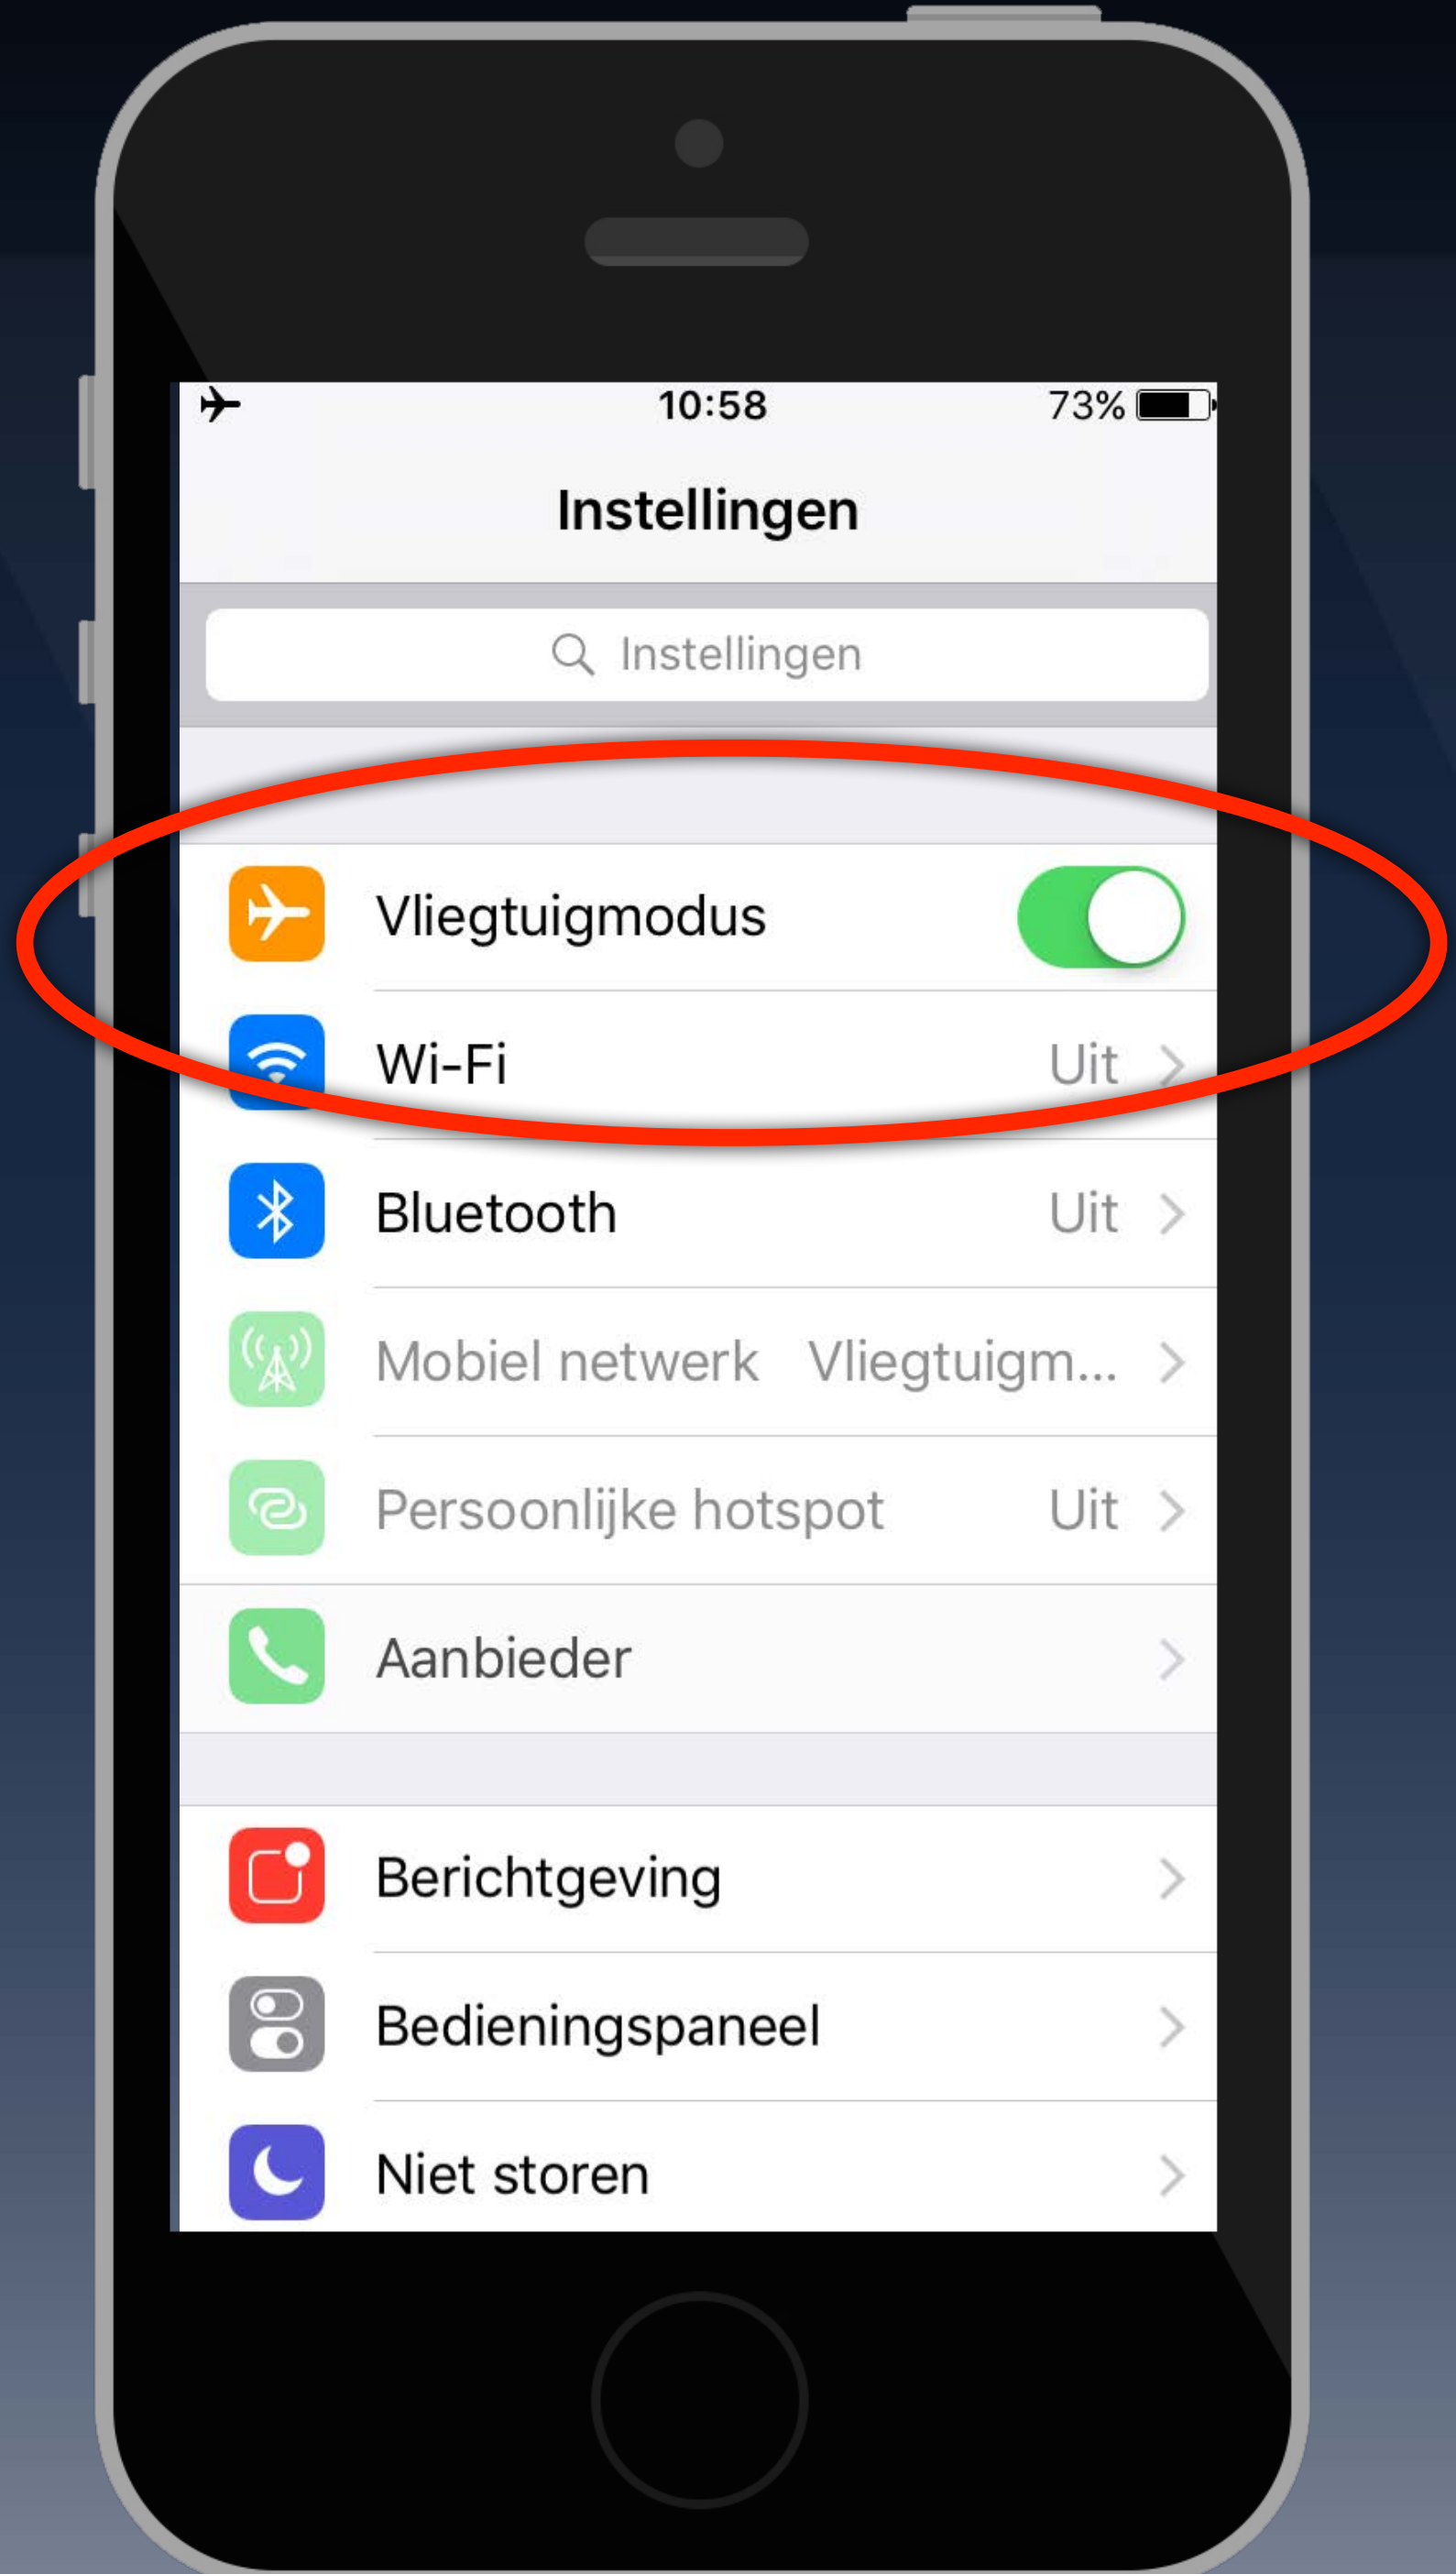 10:58 73%
Instellingen
Instellingen
Vliegtuigmodus
Wi-Fi Uit
Bluetooth Uit
Mobiel netwerk Vliegtuigm...
Persoonlijke hotspot Uit
Aanbieder
Berichtgeving
Bedieningspaneel
Niet storen